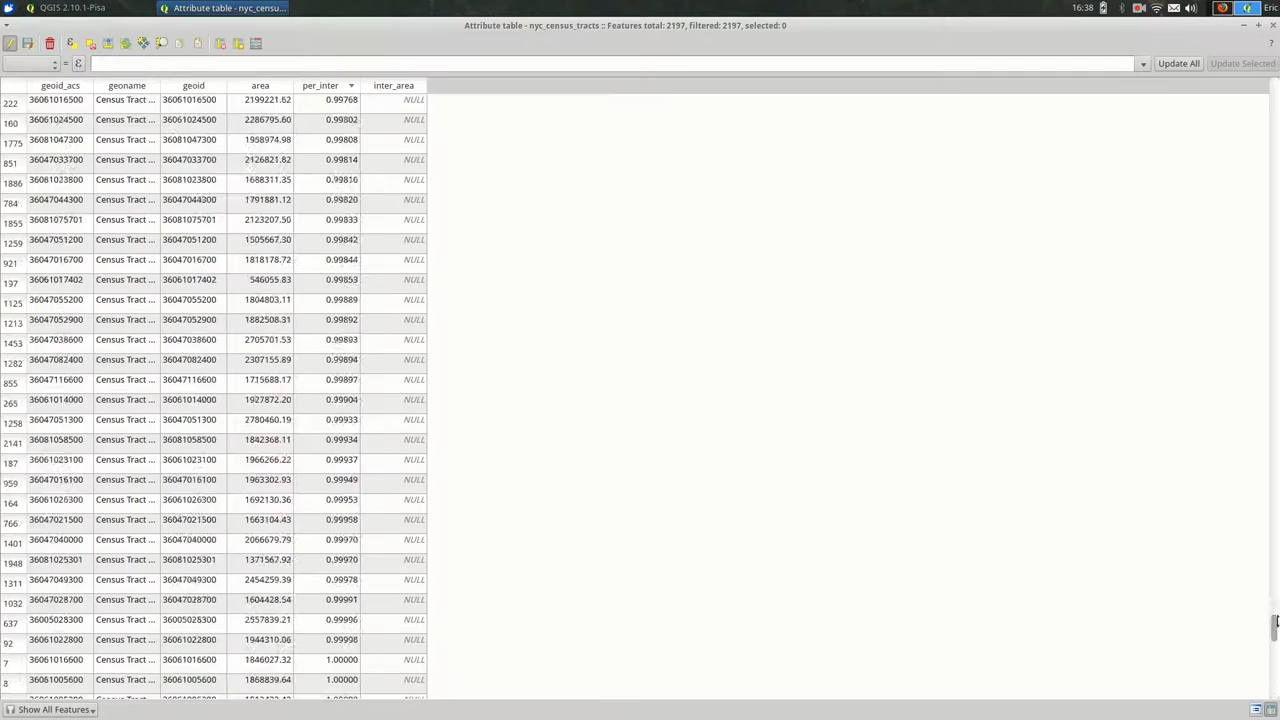 QGIS 2.10.1-Pisa Attribute table - nyc_censu... 16:38 Eric
Attribute table - nyc_census_tracts :: Features total: 2197, filtered: 2197, selected: 0
= ε Update All Update Selected
geoid_acs geoname geoid area per_inter inter_area
222 36061016500 Census Tract ... 36061016500 2199221.62 0.99768 NULL
160 36061024500 Census Tract ... 36061024500 2286795.60 0.99802 NULL
1775 36081047300 Census Tract ... 36081047300 1958974.98 0.99808 NULL
851 36047033700 Census Tract ... 36047033700 2126821.82 0.99814 NULL
1886 36081023800 Census Tract ... 36081023800 1688311.35 0.99816 NULL
784 36047044300 Census Tract ... 36047044300 1791881.12 0.99820 NULL
1855 36081075701 Census Tract ... 36081075701 2123207.50 0.99833 NULL
1259 36047051200 Census Tract ... 36047051200 1505667.30 0.99842 NULL
921 36047016700 Census Tract ... 36047016700 1818178.72 0.99844 NULL
197 36061017402 Census Tract ... 36061017402 546055.83 0.99853 NULL
1125 36047055200 Census Tract ... 36047055200 1804803.11 0.99889 NULL
1213 36047052900 Census Tract ... 36047052900 1882508.31 0.99892 NULL
1453 36047038600 Census Tract ... 36047038600 2705701.53 0.99893 NULL
1282 36047082400 Census Tract ... 36047082400 2307155.89 0.99894 NULL
855 36047116600 Census Tract ... 36047116600 1715688.17 0.99897 NULL
265 36061014000 Census Tract ... 36061014000 1927872.20 0.99904 NULL
1258 36047051300 Census Tract ... 36047051300 2780460.19 0.99933 NULL
2141 36081058500 Census Tract ... 36081058500 1842368.11 0.99934 NULL
187 36061023100 Census Tract ... 36061023100 1966266.22 0.99937 NULL
959 36047016100 Census Tract ... 36047016100 1963302.93 0.99949 NULL
164 36061026300 Census Tract ... 36061026300 1692130.36 0.99953 NULL
766 36047021500 Census Tract ... 36047021500 1663104.43 0.99958 NULL
1401 36047040000 Census Tract ... 36047040000 2066679.79 0.99970 NULL
1948 36081025301 Census Tract ... 36081025301 1371567.92 0.99970 NULL
1311 36047049300 Census Tract ... 36047049300 2454259.39 0.99978 NULL
1032 36047028700 Census Tract ... 36047028700 1604428.54 0.99991 NULL
637 36005028300 Census Tract ... 36005028300 2557839.21 0.99996 NULL
92 36061022800 Census Tract ... 36061022800 1944310.06 0.99998 NULL
7 36061016600 Census Tract ... 36061016600 1846027.32 1.00000 NULL
8 36061005600 Census Tract ... 36061005600 1868839.64 1.00000 NULL
Show All Features